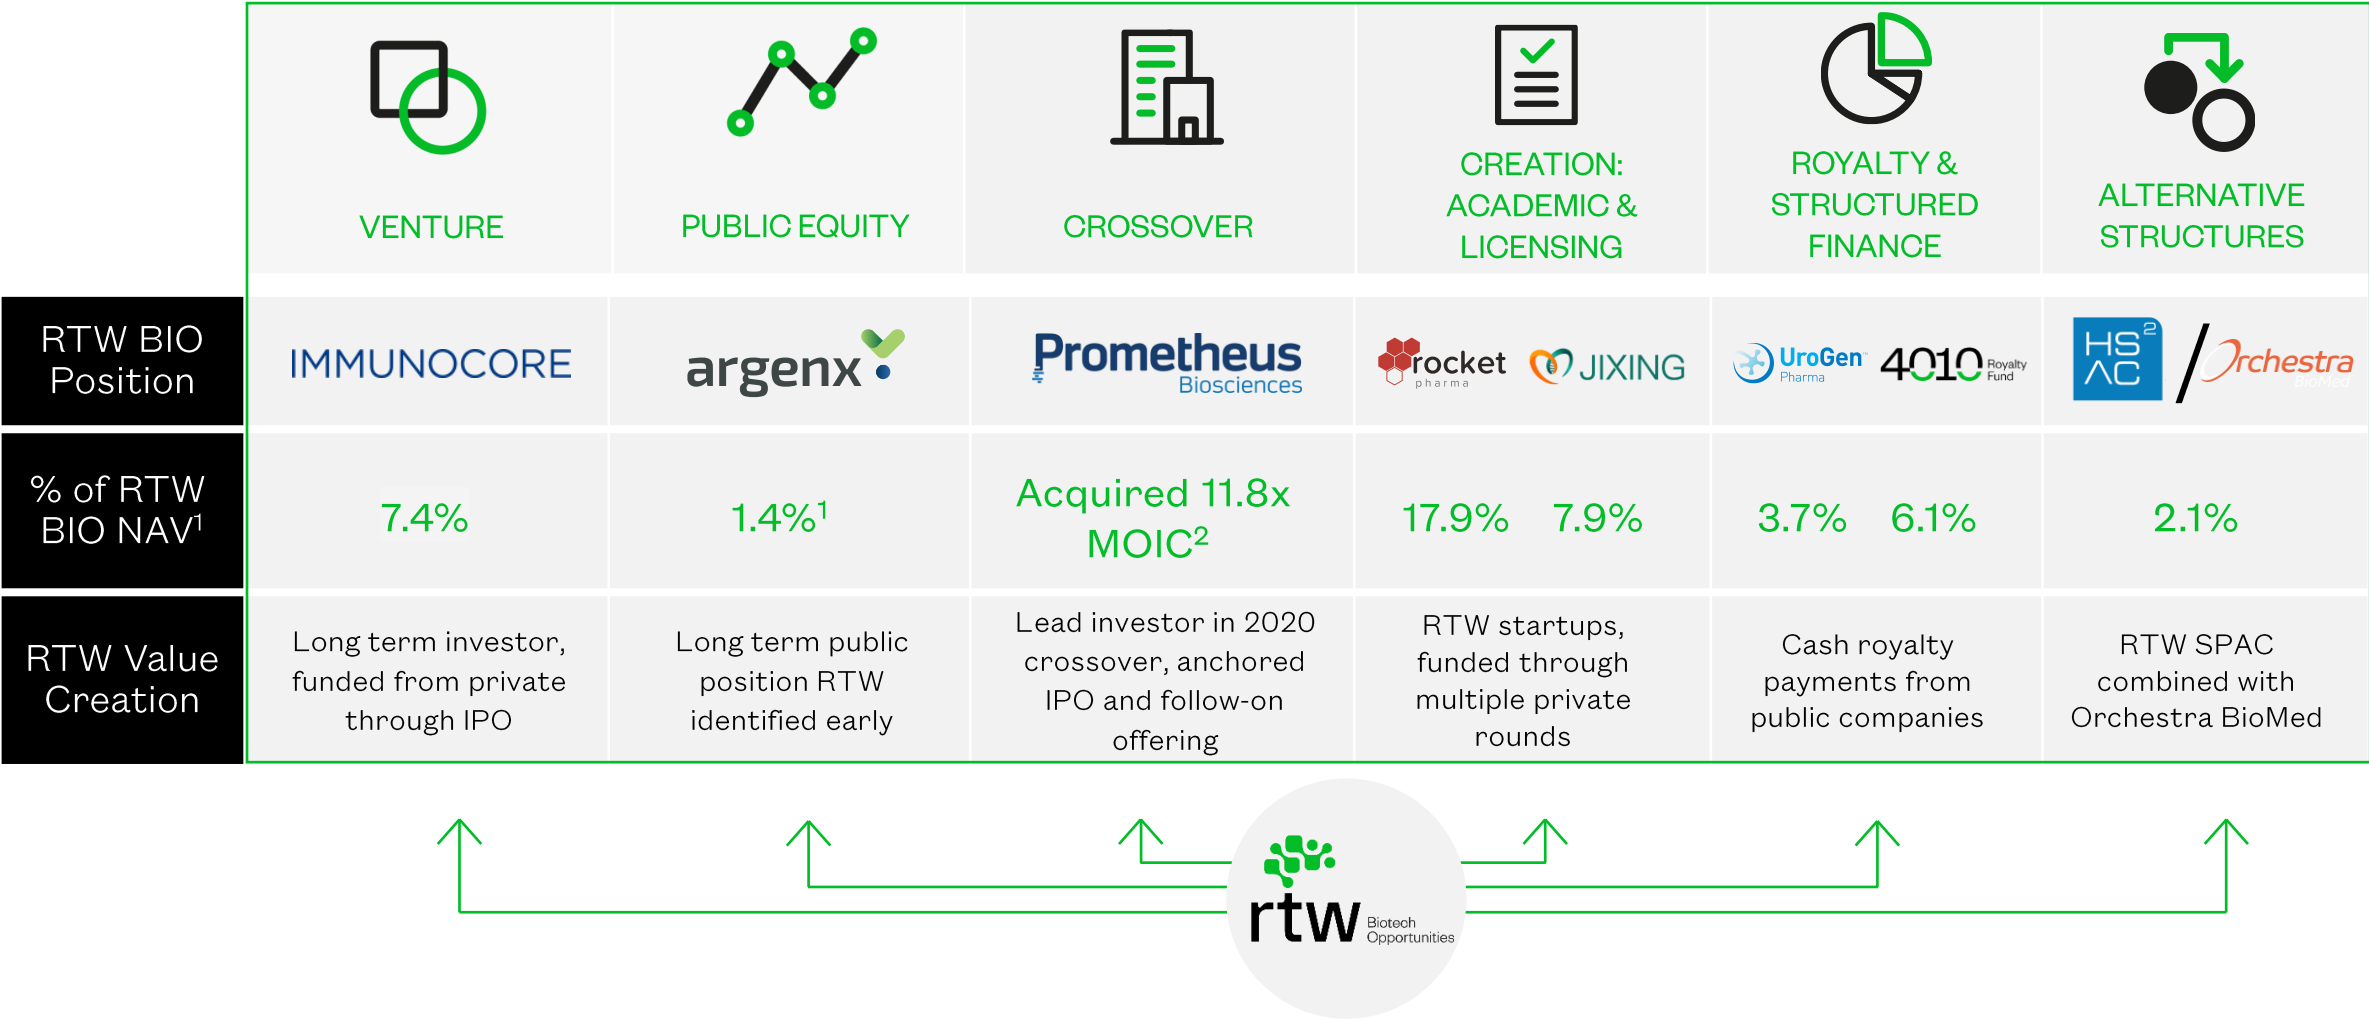 VENTURE
PUBLIC EQUITY
CROSSOVER
CREATION:
ACADEMIC &
LICENSING
ROYALTY &
STRUCTURED
FINANCE
ALTERNATIVE
STRUCTURES
RTW BIO
Position
IMMUNOCORE
argenx
Prometheus
Biosciences
rocket
pharma
JIXING
UroGen™
Pharma
4010 Royalty
Fund
HS²
AC
/
Orchestra
BioMed
% of RTW
BIO NAV¹
7.4%
1.4%¹
Acquired 11.8x
MOIC²
17.9% 7.9%
3.7% 6.1%
2.1%
RTW Value
Creation
Long term investor,
funded from private
through IPO
Long term public
position RTW
identified early
Lead investor in 2020
crossover, anchored
IPO and follow-on
offering
RTW startups,
funded through
multiple private
rounds
Cash royalty
payments from
public companies
RTW SPAC
combined with
Orchestra BioMed
rtw
Biotech
Opportunities